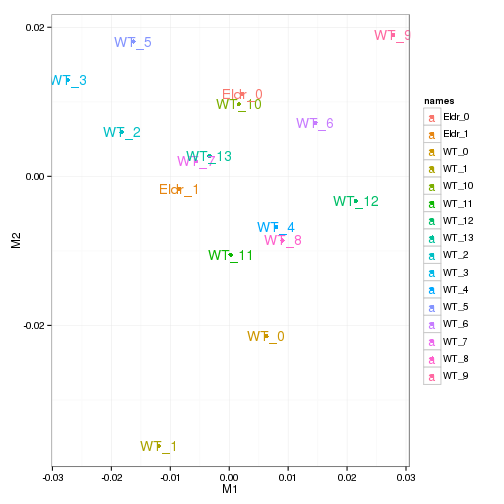 0.02
0.00
-0.02
M2
WT_5
WT_9
WT_3
Eldr_0
WT_10
WT_6
WT_2
WT_13
WT_7
Eldr_1
WT_12
WT_4
WT_8
WT_11
WT_0
WT_1
-0.03 -0.02 -0.01 0.00 0.01 0.02 0.03
M1
names
a Eldr_0
a Eldr_1
a WT_0
a WT_1
a WT_10
a WT_11
a WT_12
a WT_13
a WT_2
a WT_3
a WT_4
a WT_5
a WT_6
a WT_7
a WT_8
a WT_9